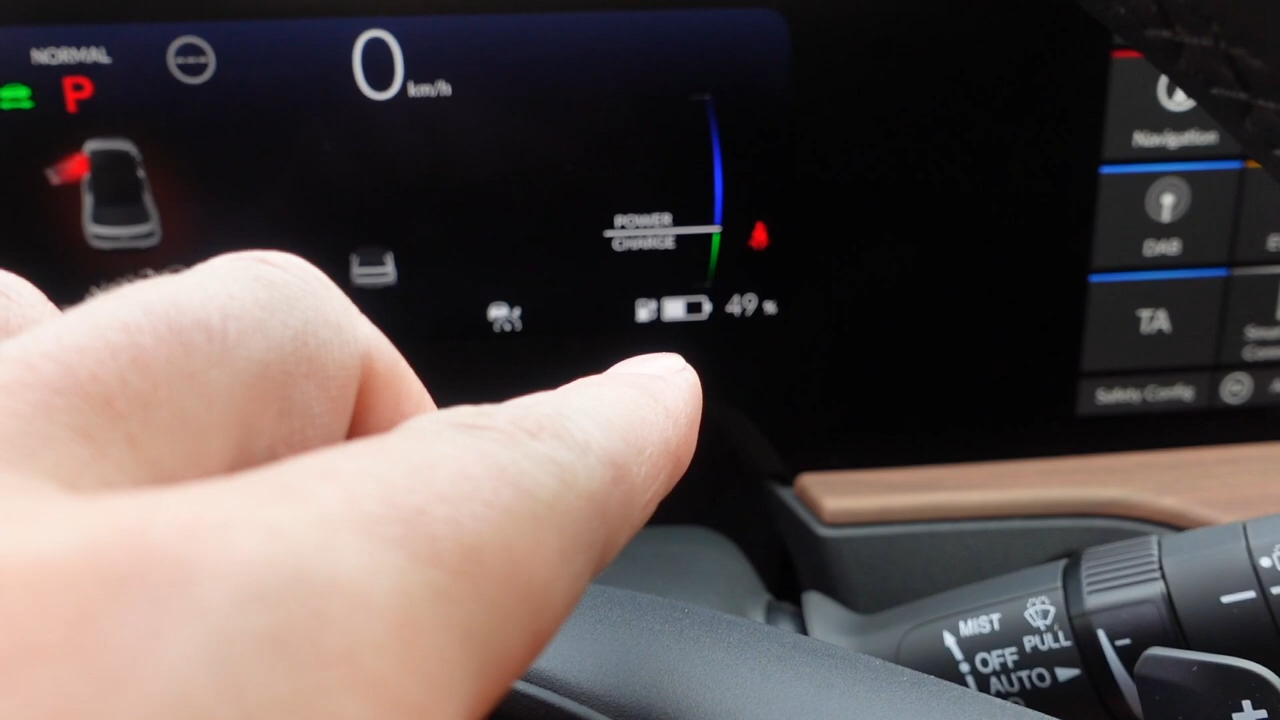 NORMAL
P
0 km/h
POWER
CHARGE
49 %
Navigation
DAB
TA
Safety Config
MIST
PULL
OFF
AUTO